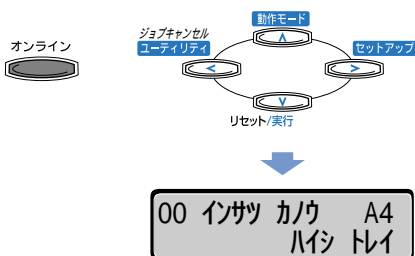 動作モード
ジョブキャンセル
オンライン
ユーティリティ
セットアップ
リセット/実行
00 インサツ カノウ A4
ハイシ トレイ